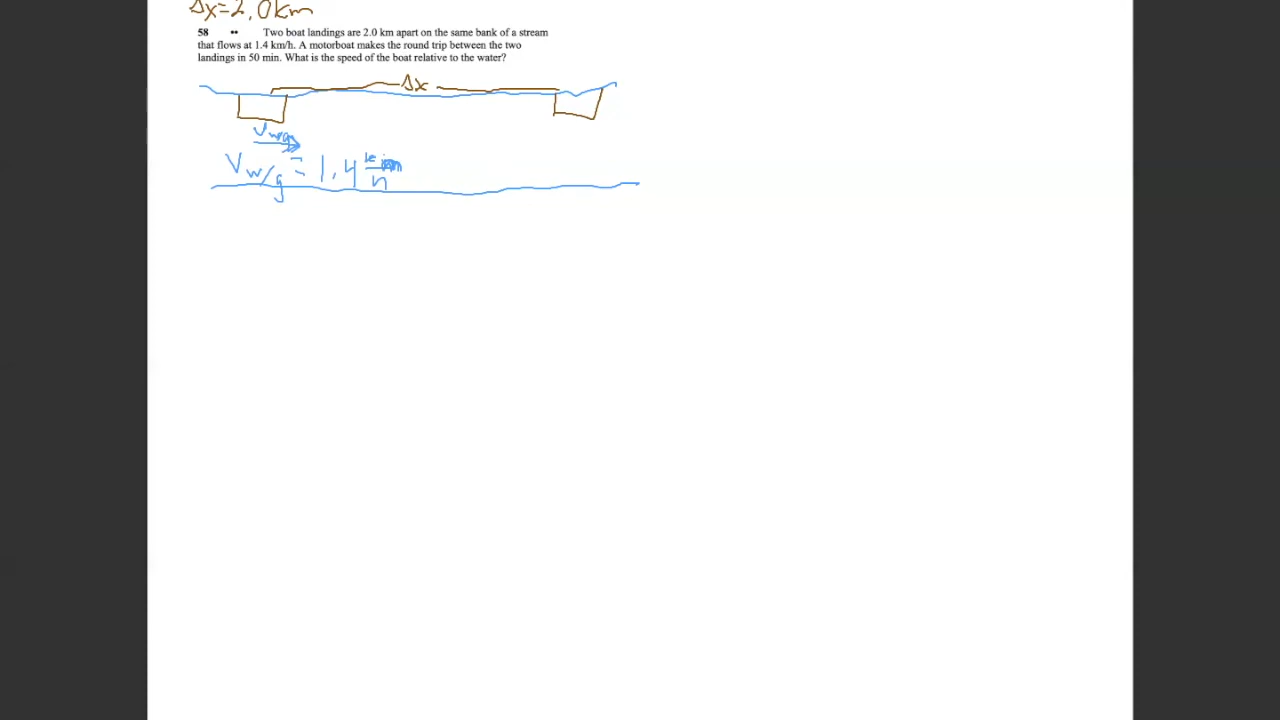 Δx=2.0km
58 •• Two boat landings are 2.0 km apart on the same bank of a stream
that flows at 1.4 km/h. A motorboat makes the round trip between the two
landings in 50 min. What is the speed of the boat relative to the water?
Δx
Vw/g
Vw/g = 1.4 km/h